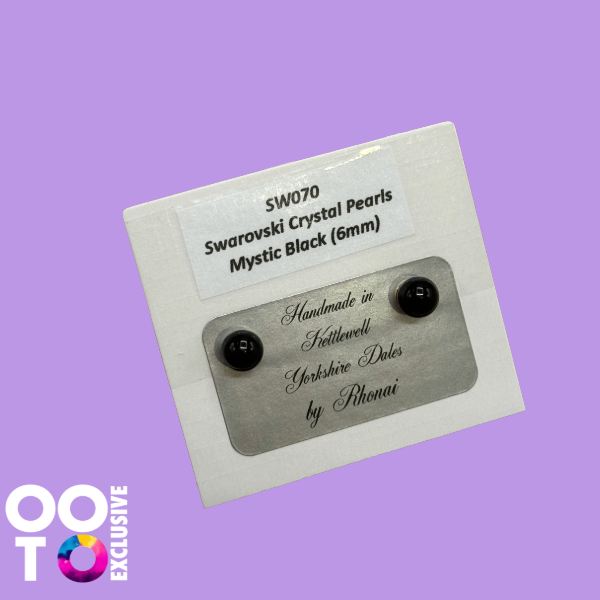 SW070
Swarovski Crystal Pearls
Mystic Black (6mm)
Handmade in
Kettlewell
Yorkshire Dales
by Rhonai
OO
TO
EXCLUSIVE